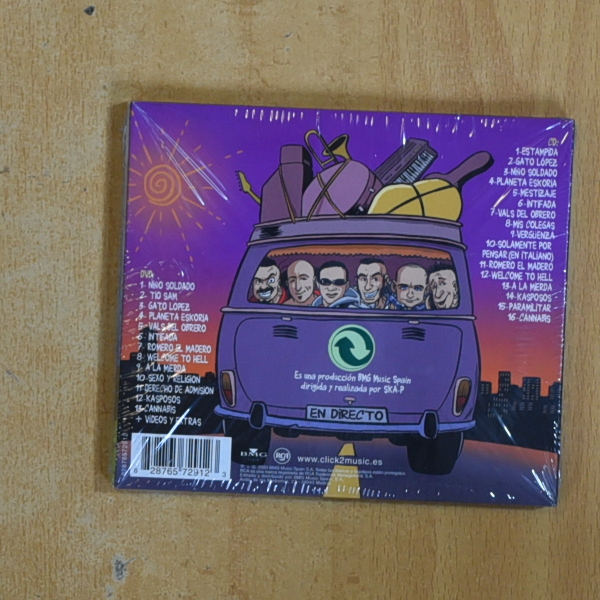 CD:
1-ESTAMPIDA
2-GATO LÓPEZ
3-NIÑO SOLDADO
4-PLANETA ESKORIA
5-MESTIZAJE
6-INTIFADA
7-VALS DEL OBRERO
8-MIS COLEGAS
9-VERGÜENZA
10-SOLAMENTE POR
PENSAR (EN ITALIANO)
11-ROMERO EL MADERO
12-WELCOME TO HELL
13-A LA MIERDA
14-KASPOSOS
15-PARAMILITAR
16-CANNABIS
DVD:
1- NIÑO SOLDADO
2- TIO SAM
3- GATO LOPEZ
4- PLANETA ESKORIA
5- VALS DEL OBRERO
6- INTIFADA
7- ROMERO EL MADERO
8- WELCOME TO HELL
9- A LA MIERDA
10- SEXO Y RELIGION
11- DERECHO DE ADMISION
12- KASPOSOS
13- CANNABIS
+ VIDEOS Y EXTRAS
Es una producción BMG Music Spain
dirigida y realizada por SKA-P
EN DIRECTO
BMG
RCA
www.click2music.es
8 28765 72912 3